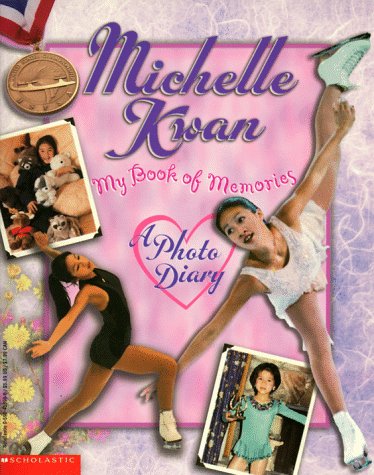 Michelle
Kwan
My Book of Memories
A Photo
Diary
SCHOLASTIC